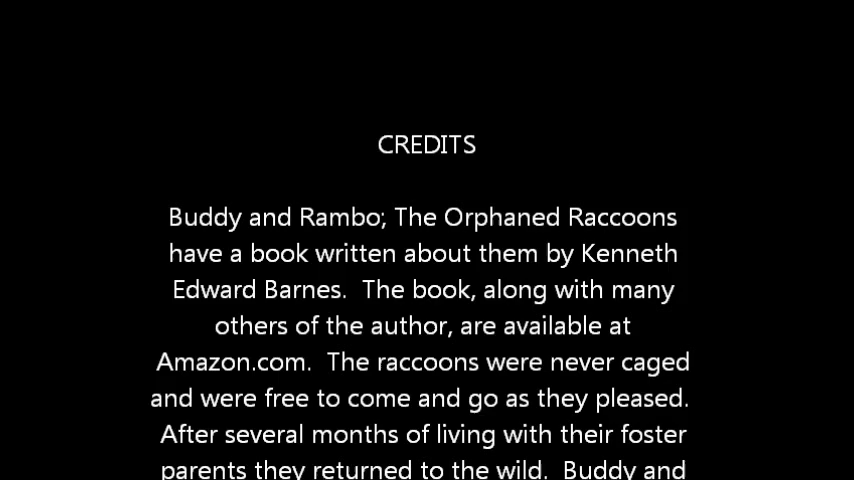 CREDITS
Buddy and Rambo; The Orphaned Raccoons
have a book written about them by Kenneth
Edward Barnes.  The book, along with many
others of the author, are available at
Amazon.com.  The raccoons were never caged
and were free to come and go as they pleased.
After several months of living with their foster
parents they returned to the wild.  Buddy and